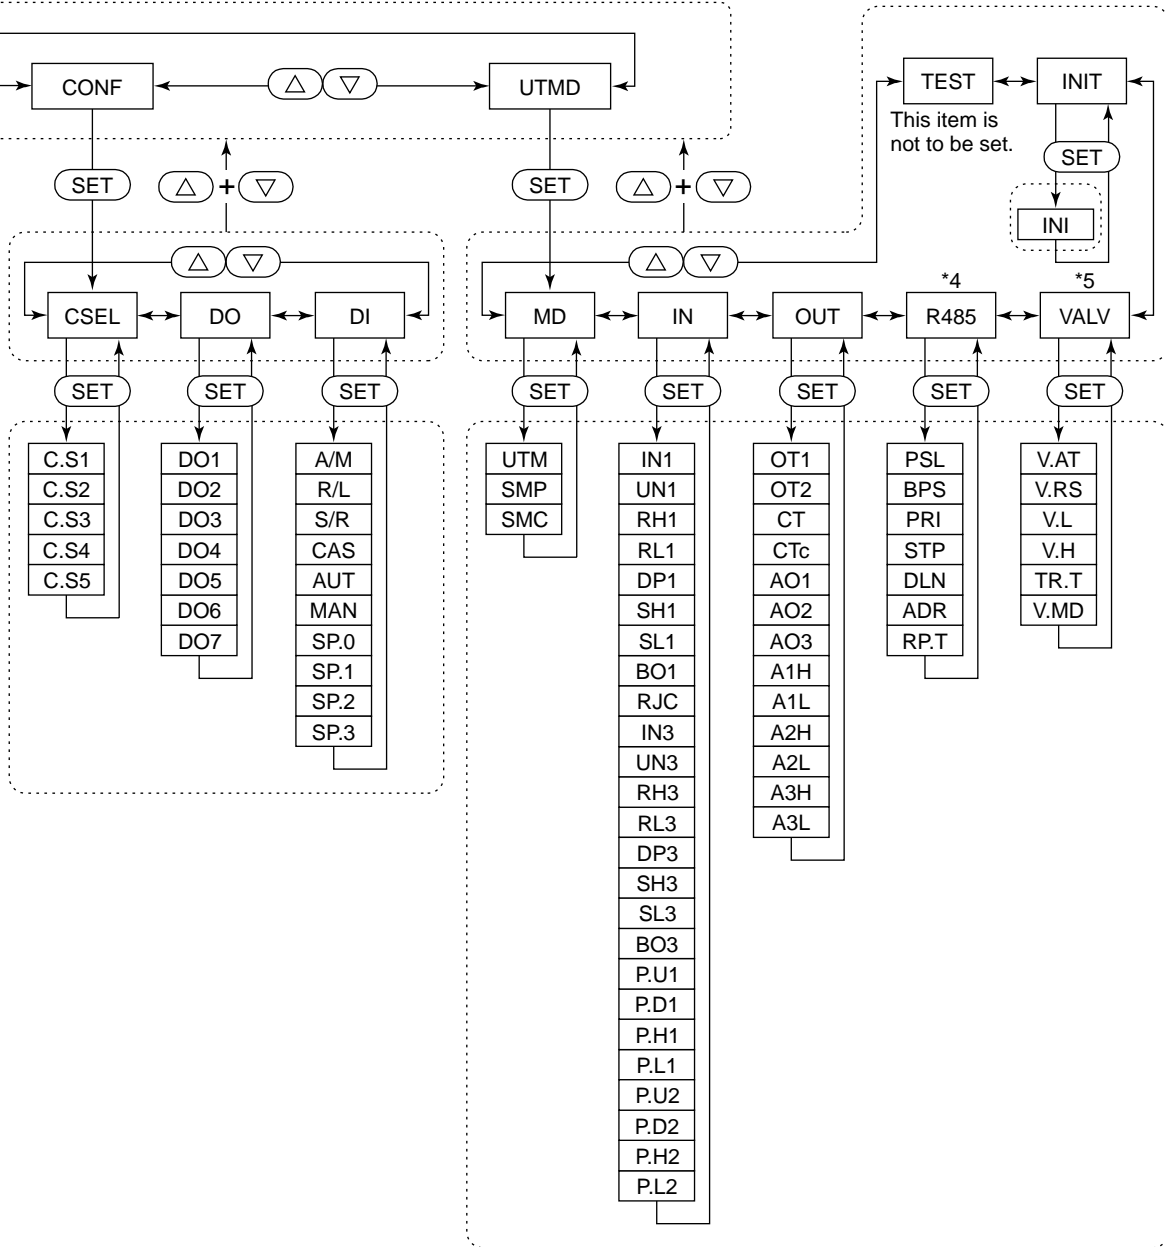 CONF
UTMD
TEST
INIT
This item is
not to be set.
SET
SET
+
SET
+
SET
INI
*4
*5
CSEL
DO
DI
MD
IN
OUT
R485
VALV
SET
SET
SET
SET
SET
SET
SET
SET
C.S1
C.S2
C.S3
C.S4
C.S5
DO1
DO2
DO3
DO4
DO5
DO6
DO7
A/M
R/L
S/R
CAS
AUT
MAN
SP.0
SP.1
SP.2
SP.3
UTM
SMP
SMC
IN1
UN1
RH1
RL1
DP1
SH1
SL1
BO1
RJC
IN3
UN3
RH3
RL3
DP3
SH3
SL3
BO3
P.U1
P.D1
P.H1
P.L1
P.U2
P.D2
P.H2
P.L2
OT1
OT2
CT
CTc
AO1
AO2
AO3
A1H
A1L
A2H
A2L
A3H
A3L
PSL
BPS
PRI
STP
DLN
ADR
RP.T
V.AT
V.RS
V.L
V.H
TR.T
V.MD